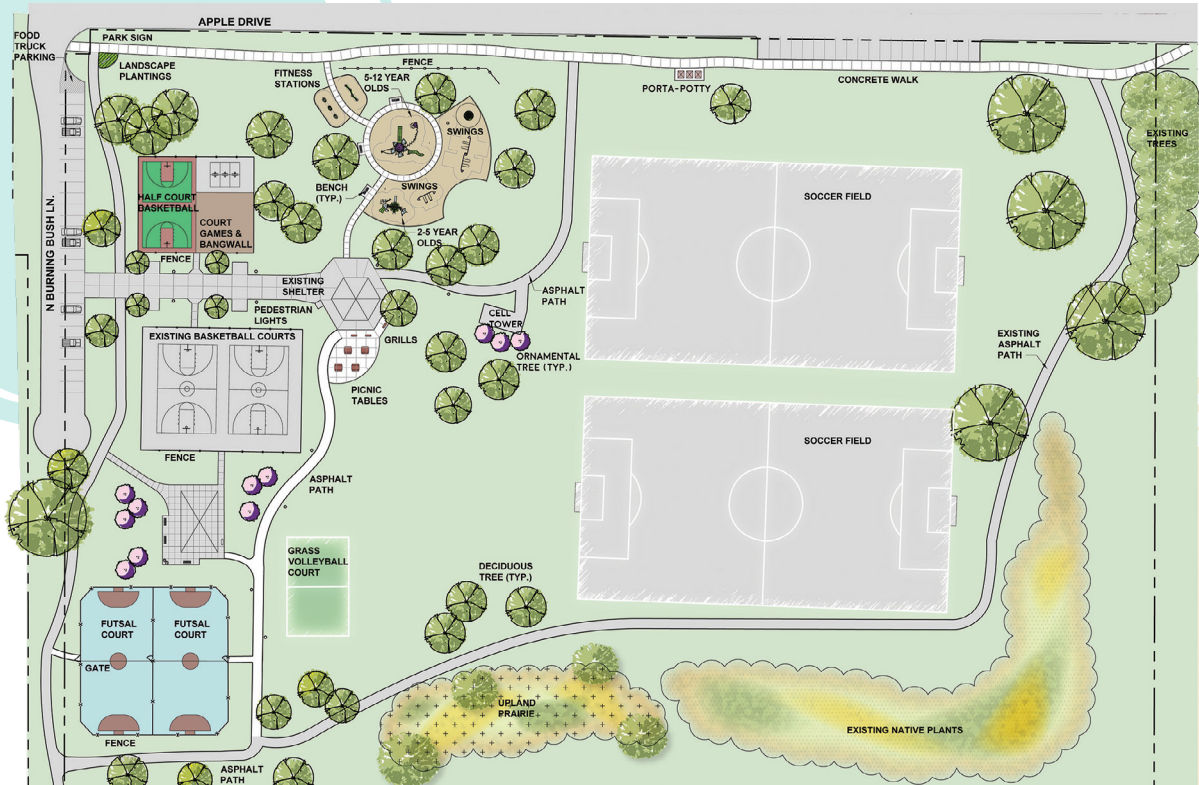 APPLE DRIVE
FOOD
TRUCK
PARKING
PARK SIGN
LANDSCAPE
PLANTINGS
FITNESS
STATIONS
FENCE
5-12 YEAR
OLDS
SWINGS
BENCH
(TYP.)
SWINGS
2-5 YEAR
OLDS
PORTA-POTTY
CONCRETE WALK
EXISTING
TREES
N BURNING BUSH LN.
HALF COURT
BASKETBALL
COURT
GAMES &
BANGWALL
FENCE
EXISTING
SHELTER
PEDESTRIAN
LIGHTS
EXISTING BASKETBALL COURTS
GRILLS
PICNIC
TABLES
FENCE
ASPHALT
PATH
CELL
TOWER
ORNAMENTAL
TREE (TYP.)
SOCCER FIELD
EXISTING
ASPHALT
PATH
SOCCER FIELD
ASPHALT
PATH
GRASS
VOLLEYBALL
COURT
DECIDUOUS
TREE (TYP.)
FUTSAL
COURT
FUTSAL
COURT
GATE
FENCE
ASPHALT
PATH
UPLAND
PRAIRIE
EXISTING NATIVE PLANTS